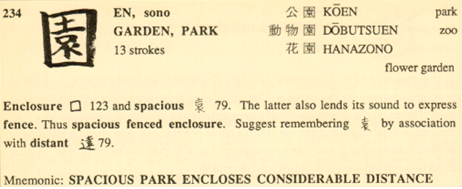 234
園
EN, sono
GARDEN, PARK
13 strokes
公園 KŌEN park
動物園 DŌBUTSUEN zoo
花園 HANAZONO
flower garden
Enclosure 囗 123 and spacious 袁 79. The latter also lends its sound to express
fence. Thus spacious fenced enclosure. Suggest remembering 袁 by association
with distant 遠 79.
Mnemonic: SPACIOUS PARK ENCLOSES CONSIDERABLE DISTANCE